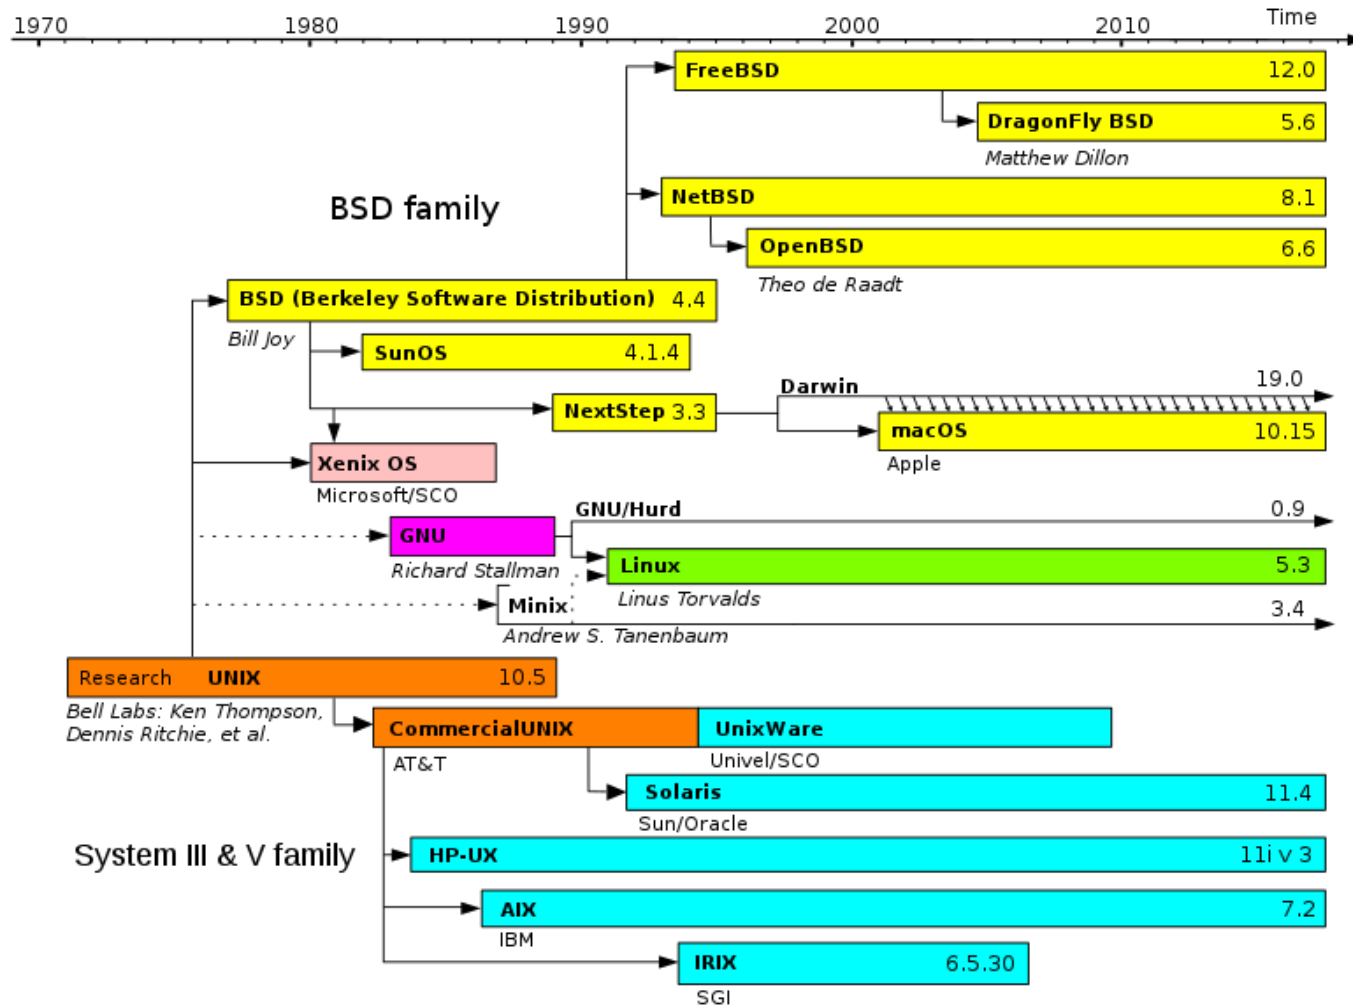 1970 1980 1990 2000 2010 Time
FreeBSD 12.0
DragonFly BSD 5.6
Matthew Dillon
NetBSD 8.1
BSD family
OpenBSD 6.6
Theo de Raadt
BSD (Berkeley Software Distribution) 4.4
Bill Joy
SunOS 4.1.4
Darwin 19.0
NextStep 3.3
macOS 10.15
Apple
Xenix OS
Microsoft/SCO
GNU/Hurd 0.9
GNU
Richard Stallman
Linux 5.3
Linus Torvalds
Minix 3.4
Andrew S. Tanenbaum
Research UNIX 10.5
Bell Labs: Ken Thompson,
Dennis Ritchie, et al.
CommercialUNIX UnixWare
AT&T Univel/SCO
Solaris 11.4
Sun/Oracle
System III & V family
HP-UX 11i v 3
AIX 7.2
IBM
IRIX 6.5.30
SGI